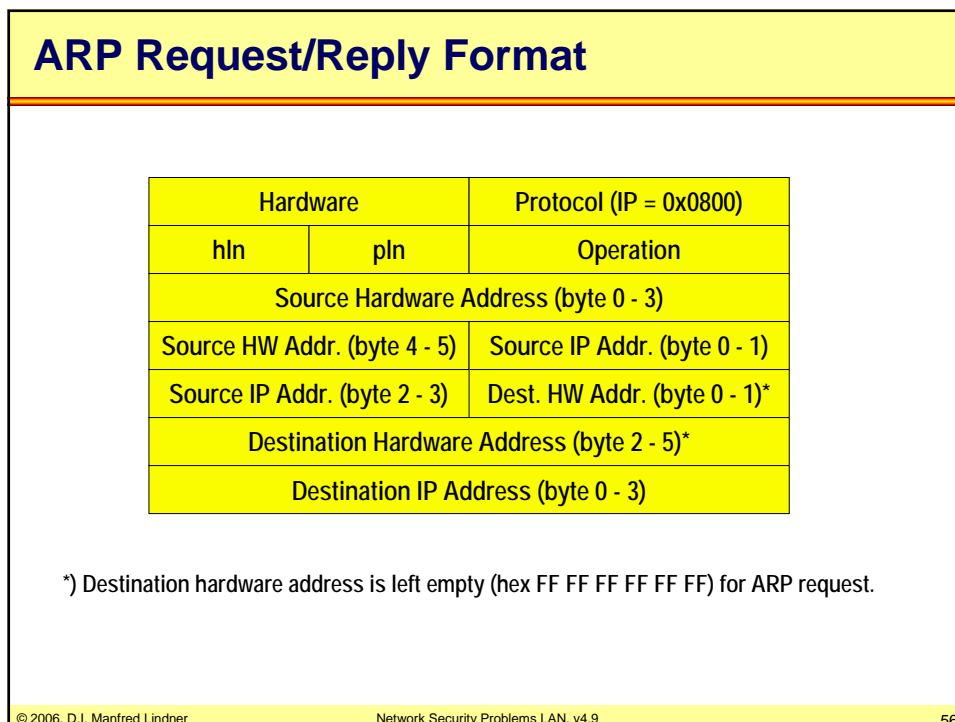 ARP Request/Reply Format
Hardware Protocol (IP = 0x0800)
hln pln Operation
Source Hardware Address (byte 0 - 3)
Source HW Addr. (byte 4 - 5) Source IP Addr. (byte 0 - 1)
Source IP Addr. (byte 2 - 3) Dest. HW Addr. (byte 0 - 1)*
Destination Hardware Address (byte 2 - 5)*
Destination IP Address (byte 0 - 3)
*) Destination hardware address is left empty (hex FF FF FF FF FF FF) for ARP request.
© 2006, D.I. Manfred Lindner Network Security Problems LAN, v4.9 56